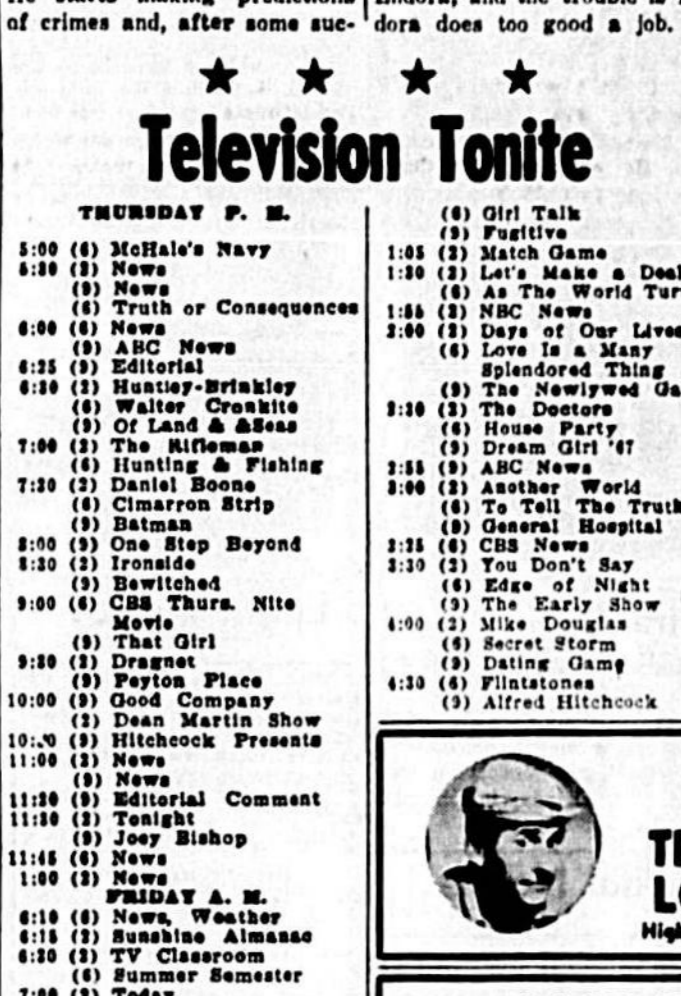 of crimes and, after some suc-
dora does too good a job.
Television Tonite
THURSDAY P. M.
5:00 (6) McHale's Navy
5:30 (2) News
(9) News
(6) Truth or Consequences
6:00 (6) News
(9) ABC News
6:25 (9) Editorial
6:30 (2) Huntley-Brinkley
(6) Walter Cronkite
(9) Of Land & &Seas
7:00 (2) The Rifleman
(6) Hunting & Fishing
7:30 (2) Daniel Boone
(6) Cimarron Strip
(9) Batman
8:00 (9) One Step Beyond
8:30 (2) Ironside
(9) Bewitched
9:00 (6) CBS Thurs. Nite
Movie
(9) That Girl
9:30 (2) Dragnet
(9) Peyton Place
10:00 (9) Good Company
(2) Dean Martin Show
(9) Hitchcock Presents
11:00 (2) News
(9) News
11:30 (9) Editorial Comment
11:30 (2) Tonight
(9) Joey Bishop
11:45 (6) News
1:00 (2) News
FRIDAY A. M.
6:10 (6) News, Weather
6:15 (2) Sunshine Almanac
6:30 (2) TV Classroom
(6) Summer Semester
7:00 (2) Today
(6) Girl Talk
(9) Fugitive
1:05 (2) Match Game
1:30 (2) Let's Make a Deal
(6) As The World Tur
1:55 (2) NBC News
2:00 (2) Days of Our Lives
(6) Love Is a Many
Splendored Thing
(9) The Newlywed Ga
2:30 (2) The Doctors
(6) House Party
(9) Dream Girl '67
2:55 (9) ABC News
3:00 (2) Another World
(6) To Tell The Truth
(9) General Hospital
3:25 (6) CBS News
3:30 (2) You Don't Say
(6) Edge of Night
(9) The Early Show
4:00 (2) Mike Douglas
(6) Secret Storm
(9) Dating Game
4:30 (6) Flintstones
(9) Alfred Hitchcock
High